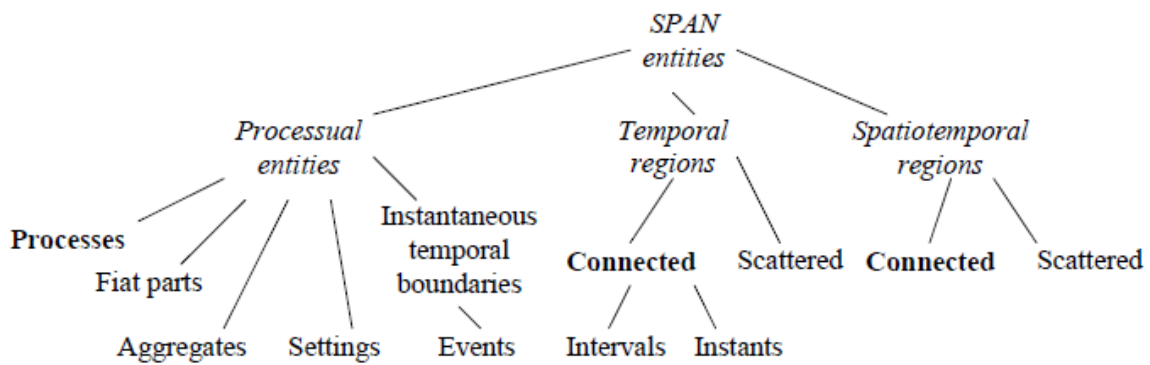 SPAN
entities
Processual
entities
Temporal
regions
Spatiotemporal
regions
Processes
Fiat parts
Aggregates
Settings
Instantaneous
temporal
boundaries
Events
Connected
Scattered
Intervals
Instants
Connected
Scattered